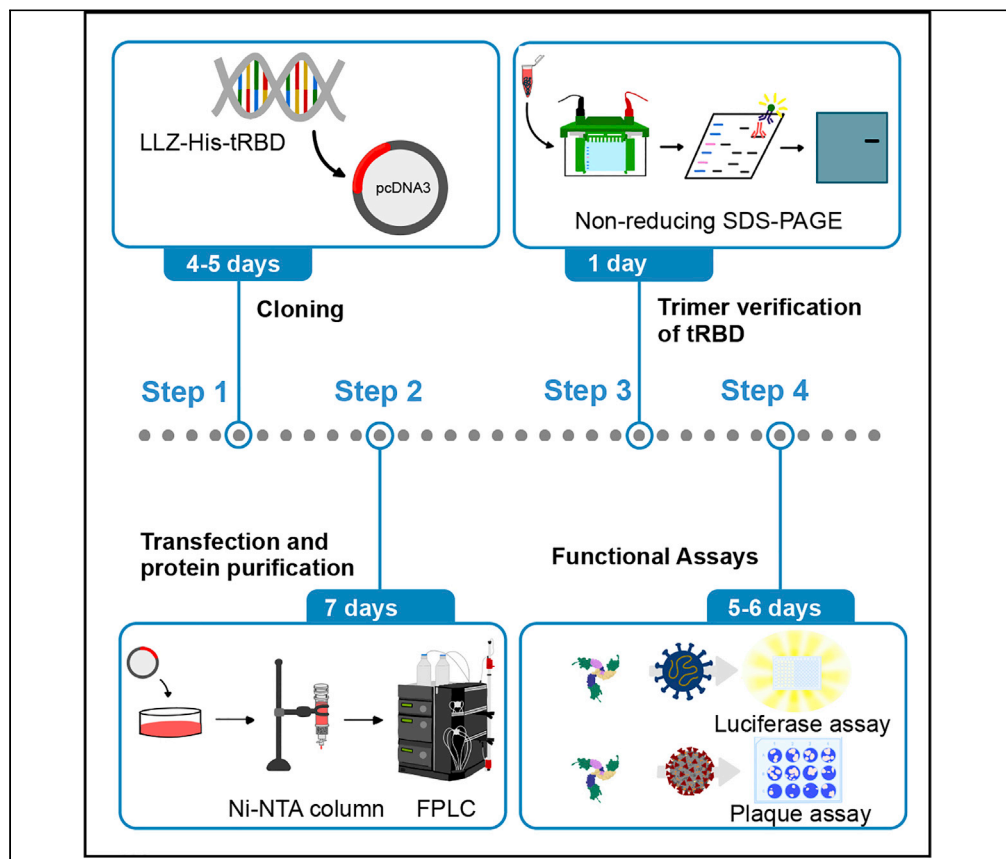 LLZ-His-tRBD
pcDNA3
4-5 days
Cloning
Non-reducing SDS-PAGE
1 day
Trimer verification
of tRBD
Step 1
Step 2
Step 3
Step 4
Transfection and
protein purification
7 days
Ni-NTA column
FPLC
Functional Assays
5-6 days
Luciferase assay
Plaque assay